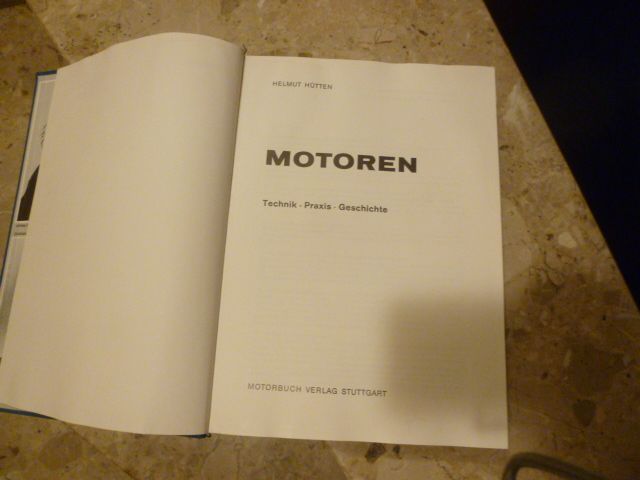 HELMUT HÜTTEN
MOTOREN
Technik · Praxis · Geschichte
MOTORBUCH VERLAG STUTTGART